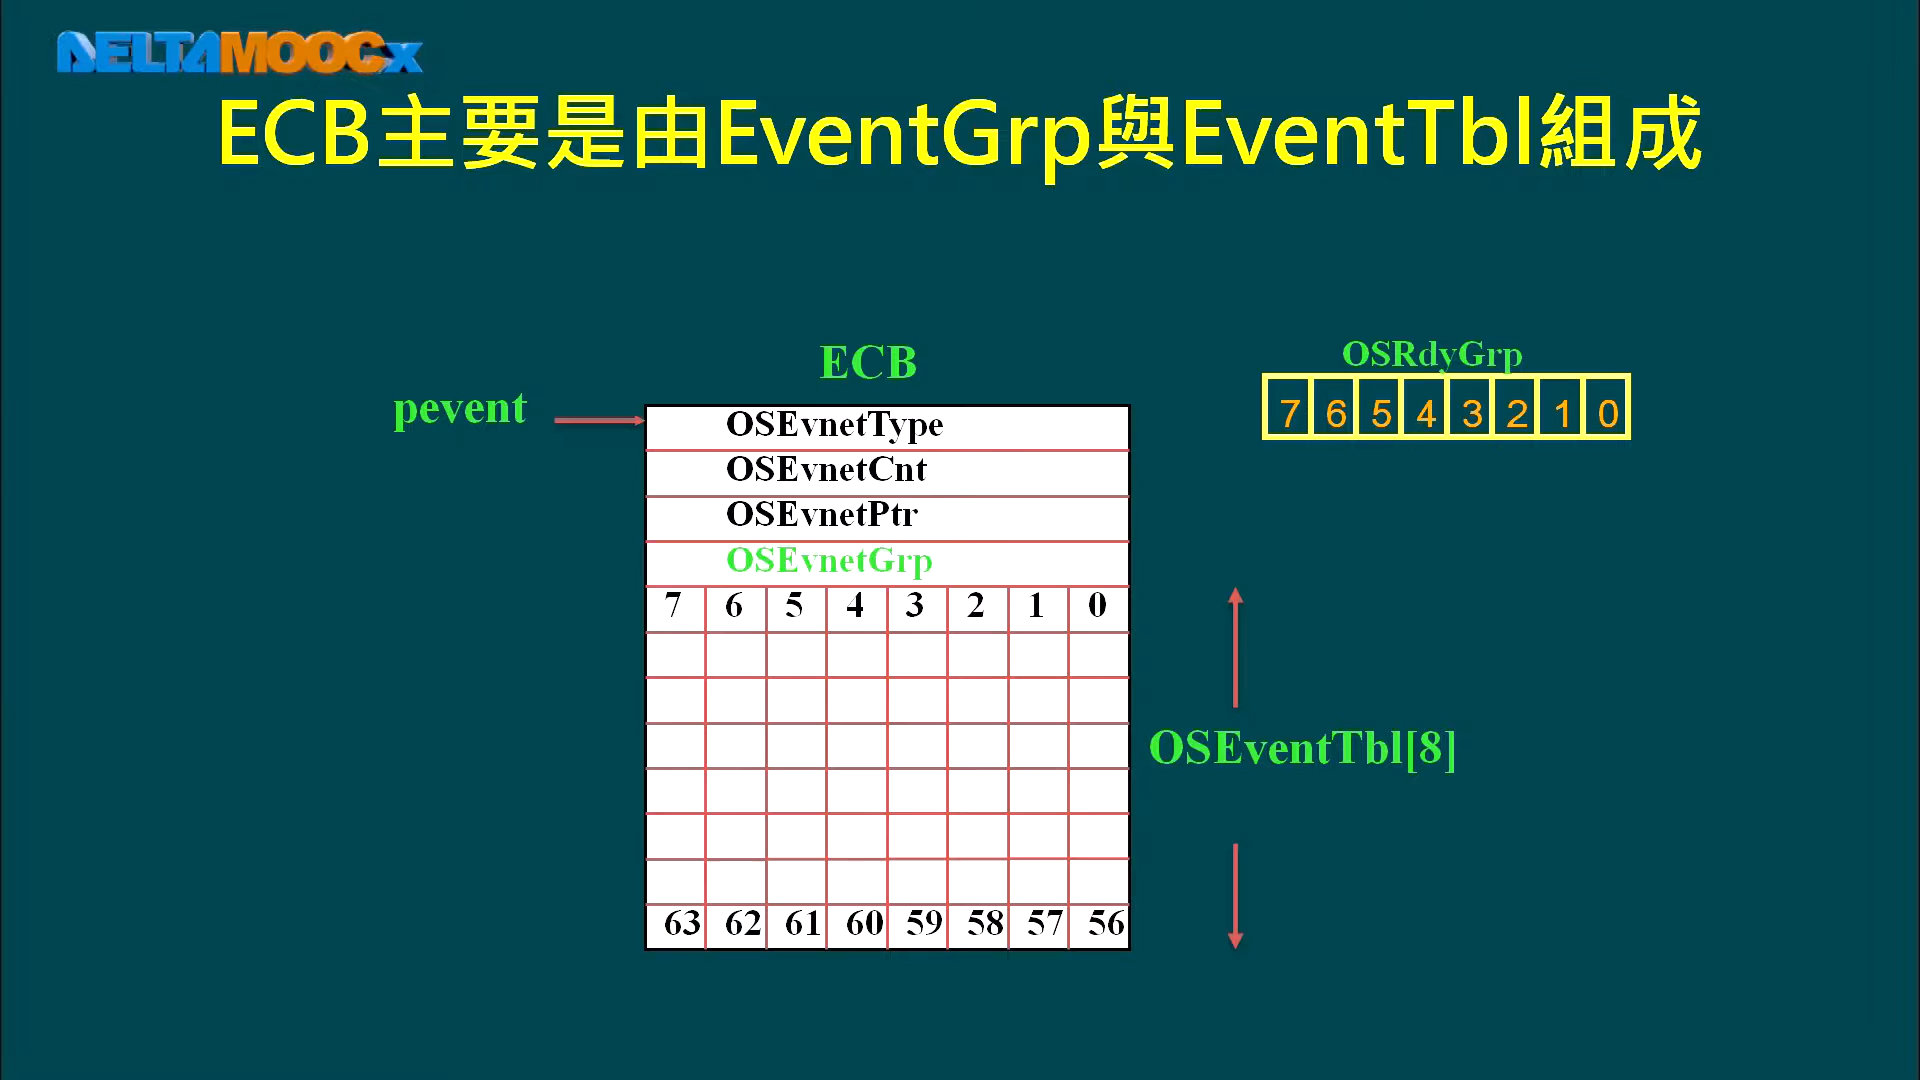 DELTAMOOCx
ECB主要是由EventGrp與EventTbl組成
ECB
OSRdyGrp
pevent
7 6 5 4 3 2 1 0
OSEvnetType
OSEvnetCnt
OSEvnetPtr
OSEvnetGrp
7 6 5 4 3 2 1 0
OSEventTbl[8]
63 62 61 60 59 58 57 56